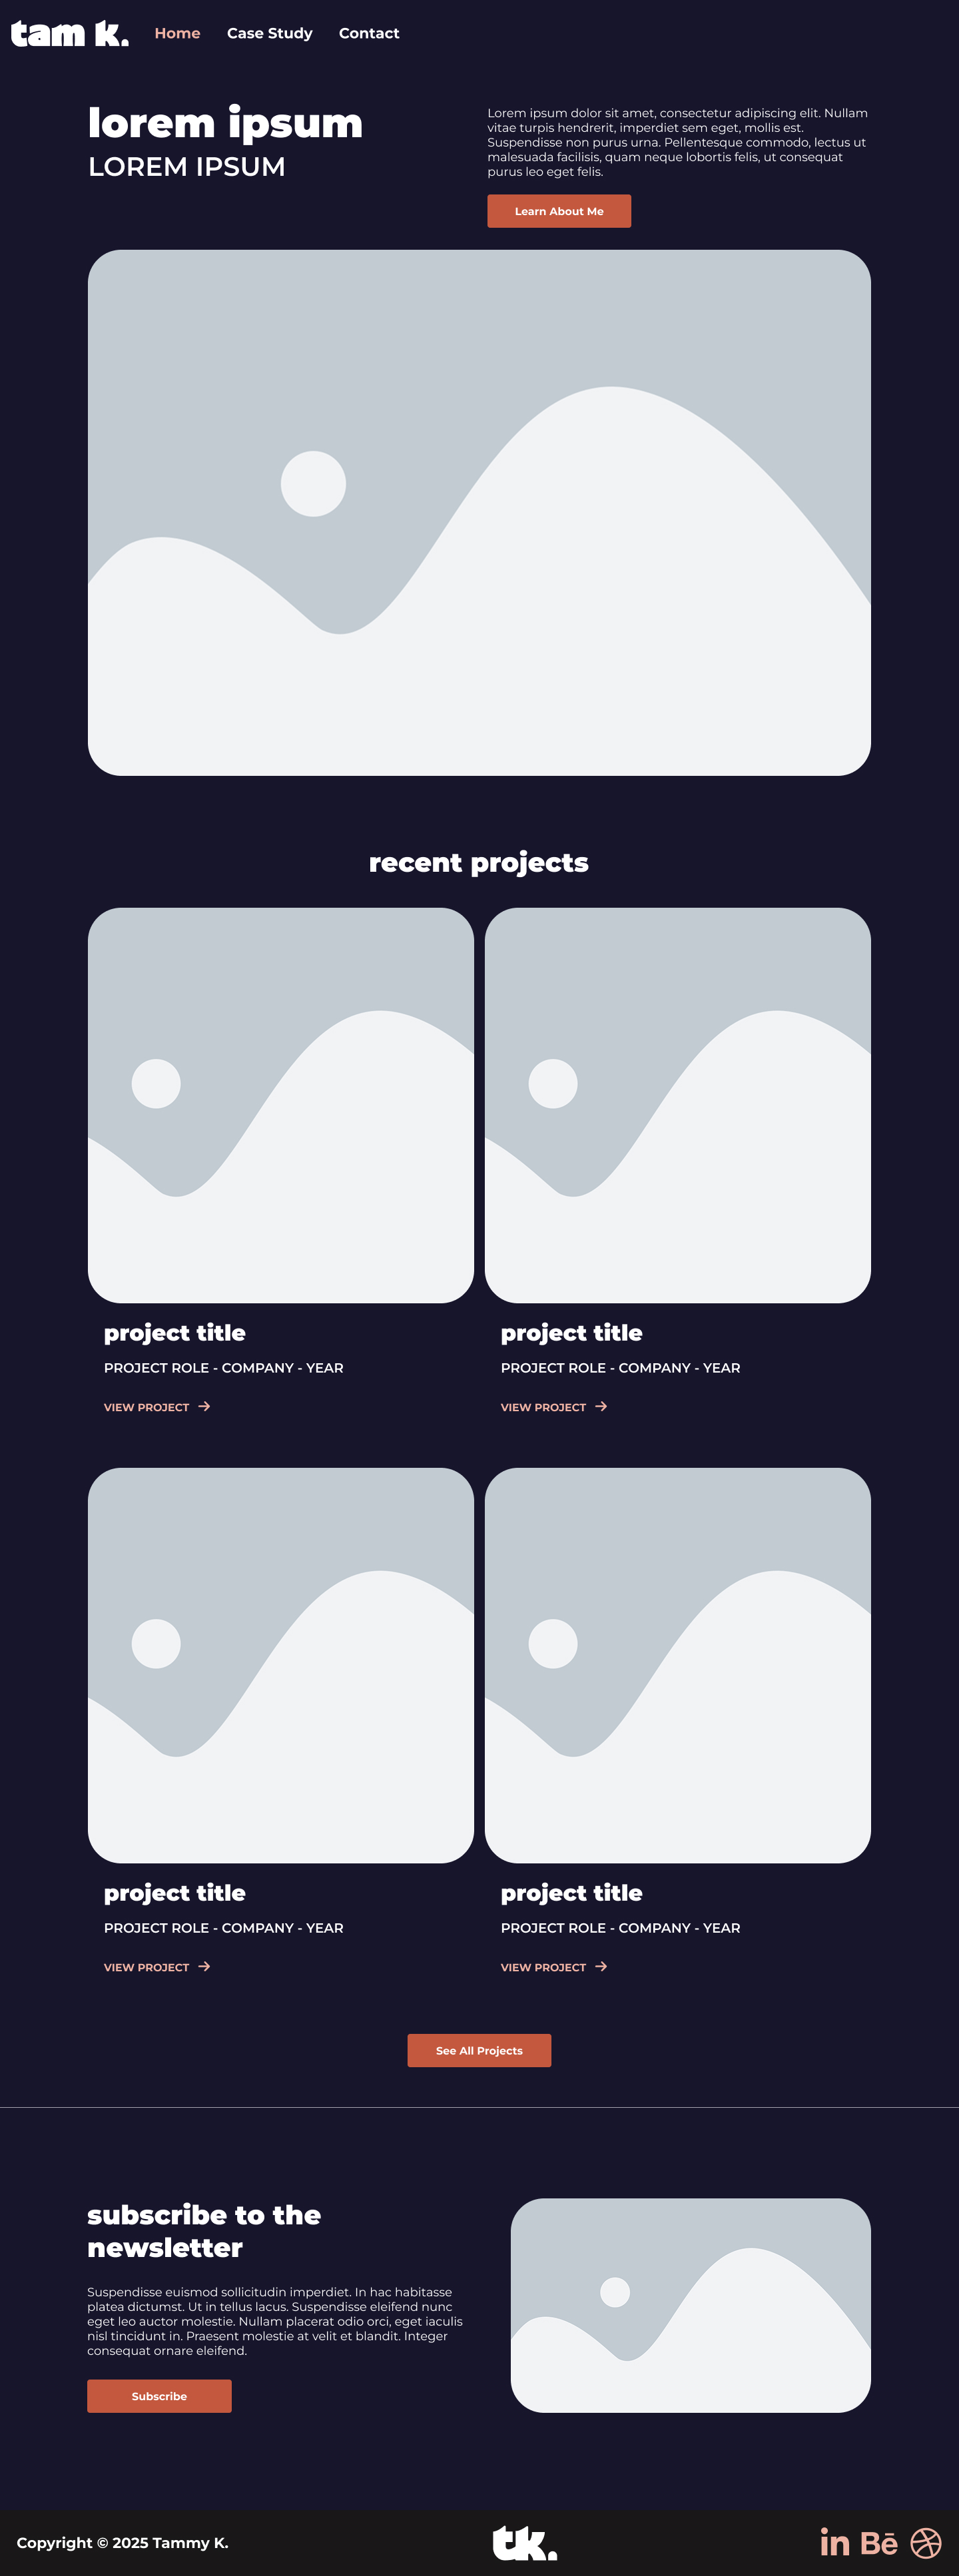 tam k.
Home
Case Study
Contact
lorem ipsum
LOREM IPSUM
Lorem ipsum dolor sit amet, consectetur adipiscing elit. Nullam
vitae turpis hendrerit, imperdiet sem eget, mollis est.
Suspendisse non purus urna. Pellentesque commodo, lectus ut
malesuada facilisis, quam neque lobortis felis, ut consequat
purus leo eget felis.
Learn About Me
recent projects
project title
PROJECT ROLE - COMPANY - YEAR
VIEW PROJECT →
project title
PROJECT ROLE - COMPANY - YEAR
VIEW PROJECT →
project title
PROJECT ROLE - COMPANY - YEAR
VIEW PROJECT →
project title
PROJECT ROLE - COMPANY - YEAR
VIEW PROJECT →
See All Projects
subscribe to the
newsletter
Suspendisse euismod sollicitudin imperdiet. In hac habitasse
platea dictumst. Ut in tellus lacus. Suspendisse eleifend nunc
eget leo auctor molestie. Nullam placerat odio orci, eget iaculis
nisl tincidunt in. Praesent molestie at velit et blandit. Integer
consequat ornare eleifend.
Subscribe
Copyright © 2025 Tammy K.
tk.
in
Bē